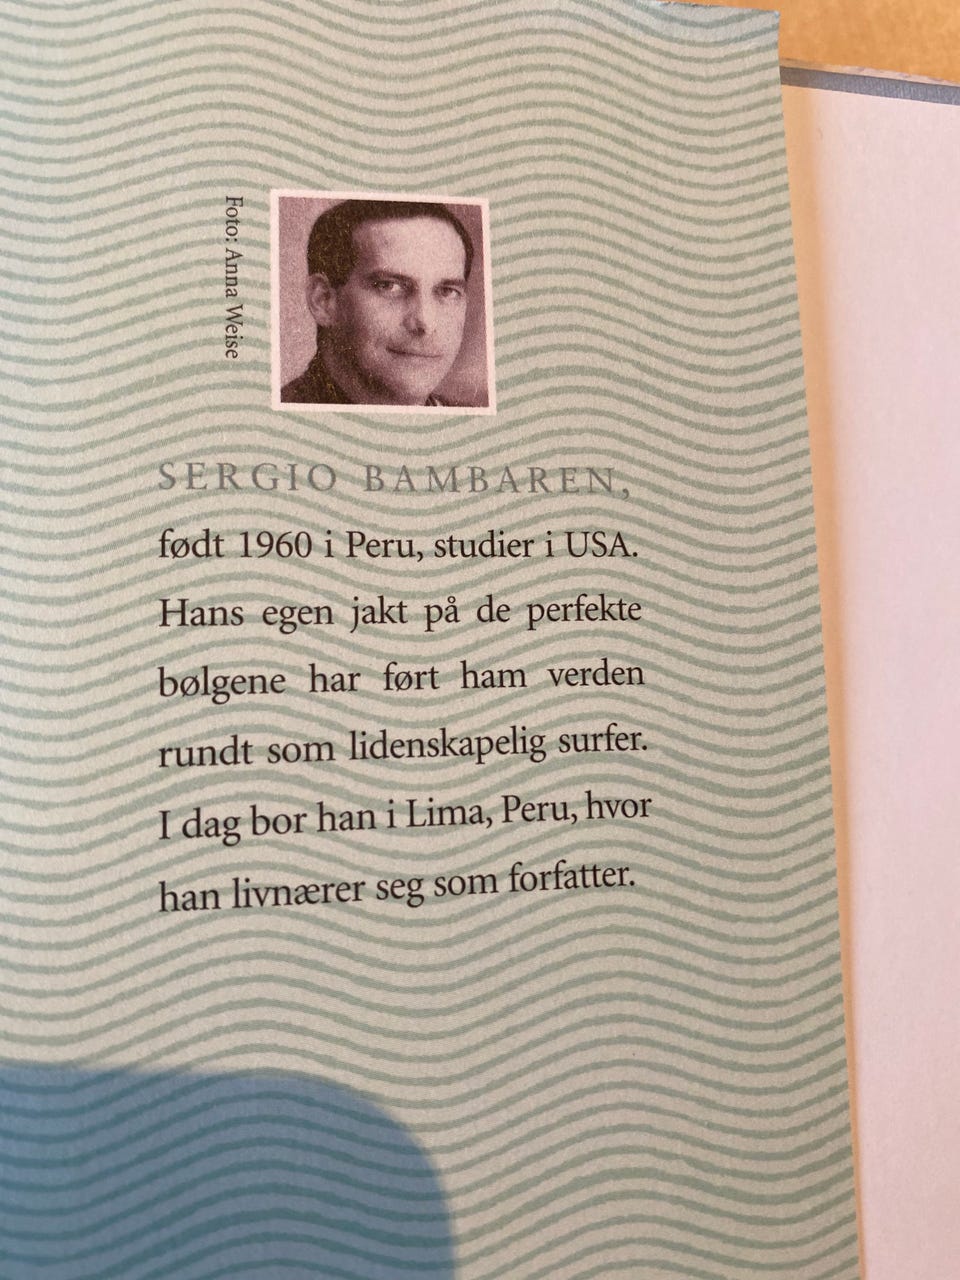 Foto: Anna Weise
SERGIO BAMBAREN,
født 1960 i Peru, studier i USA.
Hans egen jakt på de perfekte
bølgene har ført ham verden
rundt som lidenskapelig surfer.
I dag bor han i Lima, Peru, hvor
han livnærer seg som forfatter.